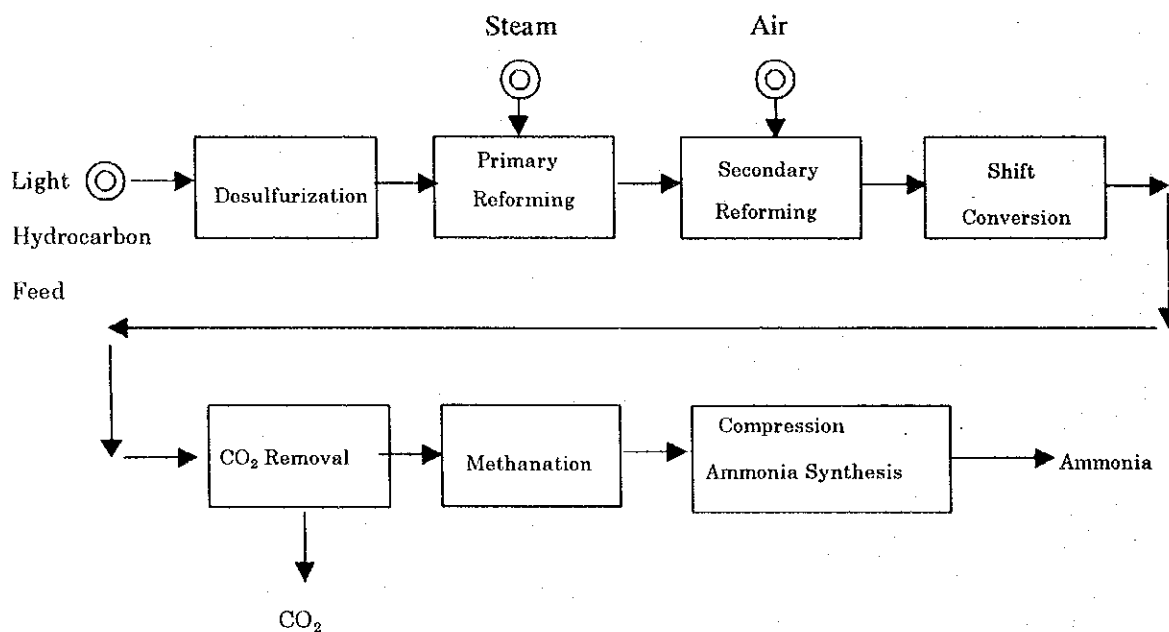 Steam
Air
Light
Hydrocarbon
Feed
Desulfurization
Primary
Reforming
Secondary
Reforming
Shift
Conversion
CO₂ Removal
Methanation
Compression
Ammonia Synthesis
Ammonia
CO₂